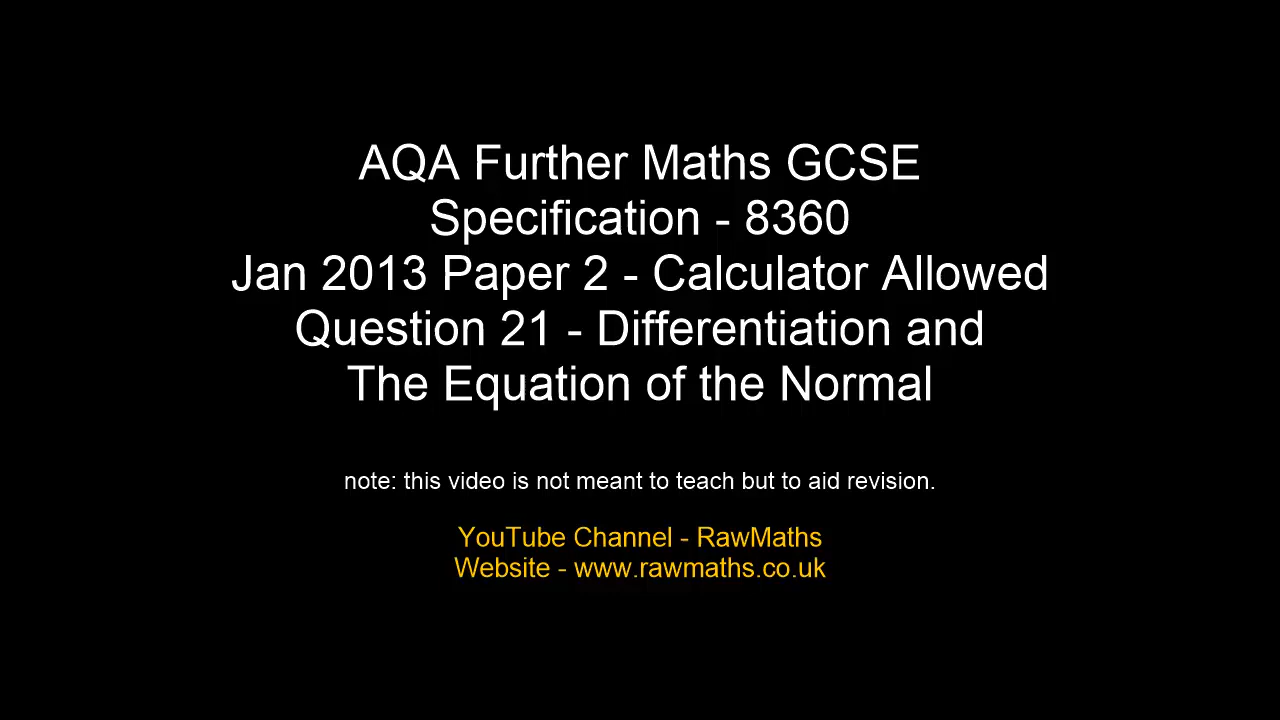 AQA Further Maths GCSE
Specification - 8360
Jan 2013 Paper 2 - Calculator Allowed
Question 21 - Differentiation and
The Equation of the Normal
note: this video is not meant to teach but to aid revision.
YouTube Channel - RawMaths
Website - www.rawmaths.co.uk